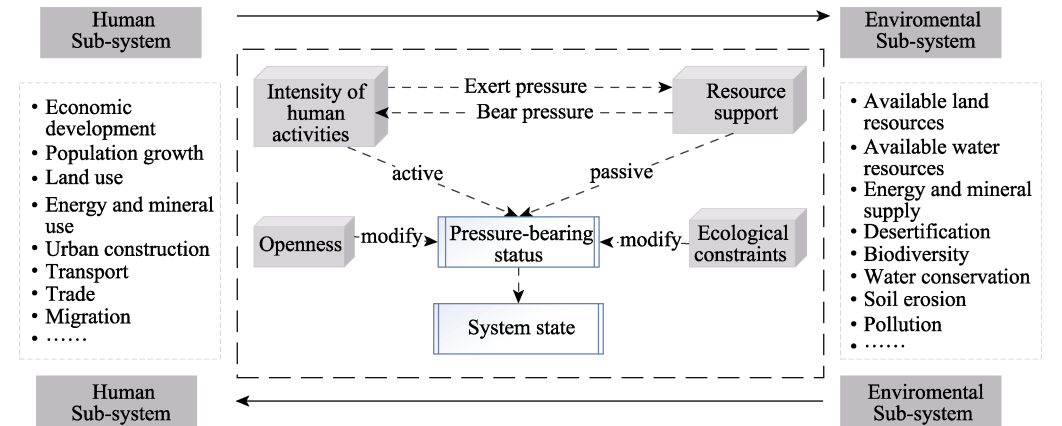 Human
Sub-system
Enviromental
Sub-system
• Economic
development
• Population growth
• Land use
• Energy and mineral
use
• Urban construction
• Transport
• Trade
• Migration
• ······
Intensity of
human
activities
Exert pressure
Bear pressure
Resource
support
active
passive
Openness
modify
Pressure-bearing
status
modify
Ecological
constraints
System state
• Available land
resources
• Available water
resources
• Energy and mineral
supply
• Desertification
• Biodiversity
• Water conservation
• Soil erosion
• Pollution
• ······
Human
Sub-system
Enviromental
Sub-system